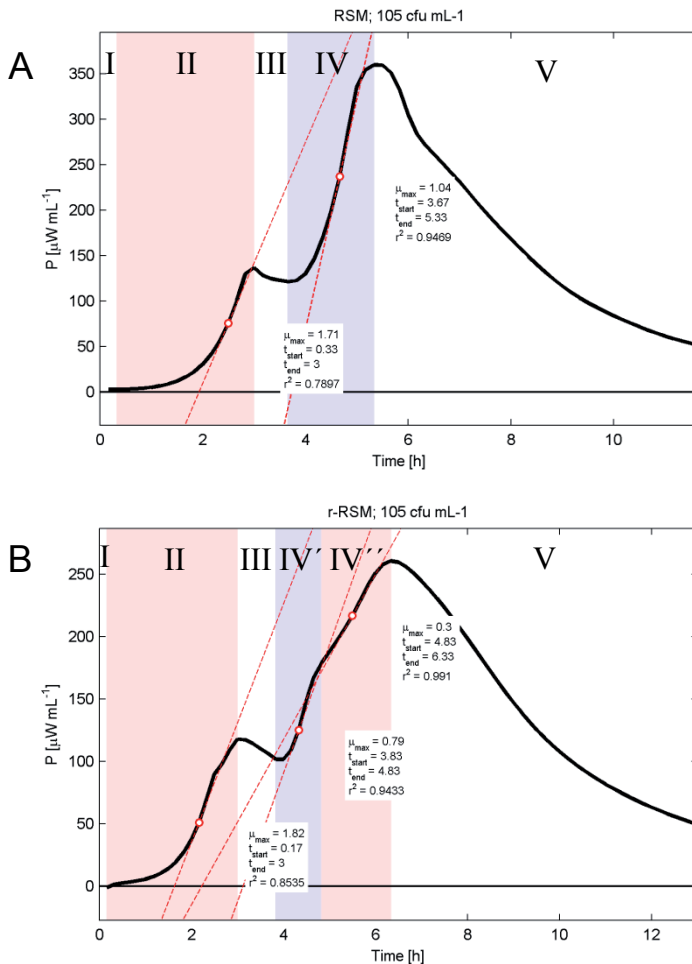 RSM; 105 cfu mL-1
A
I II III IV V
350
300
250
200
150
100
50
0
P [µW mL⁻¹]
μmax = 1.04
tstart = 3.67
tend = 5.33
r² = 0.9469
μmax = 1.71
tstart = 0.33
tend = 3
r² = 0.7897
0 2 4 6 8 10
Time [h]
r-RSM; 105 cfu mL-1
B
I II III IV´ IV´´ V
250
200
150
100
50
0
P [µW mL⁻¹]
μmax = 0.3
tstart = 4.83
tend = 6.33
r² = 0.991
μmax = 0.79
tstart = 3.83
tend = 4.83
r² = 0.9433
μmax = 1.82
tstart = 0.17
tend = 3
r² = 0.8535
0 2 4 6 8 10 12
Time [h]